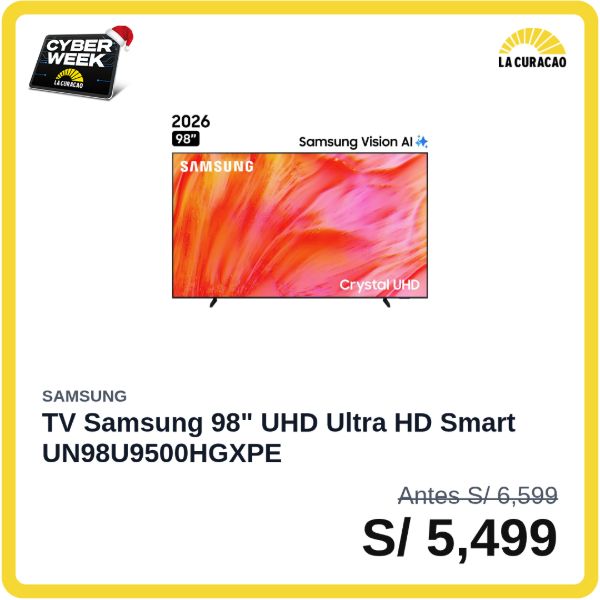 CYBER
WEEK
LA CURACAO
LA CURACAO
2026
98"
Samsung Vision AI
SAMSUNG
Crystal UHD
SAMSUNG
TV Samsung 98" UHD Ultra HD Smart
UN98U9500HGXPE
Antes S/ 6,599
S/ 5,499